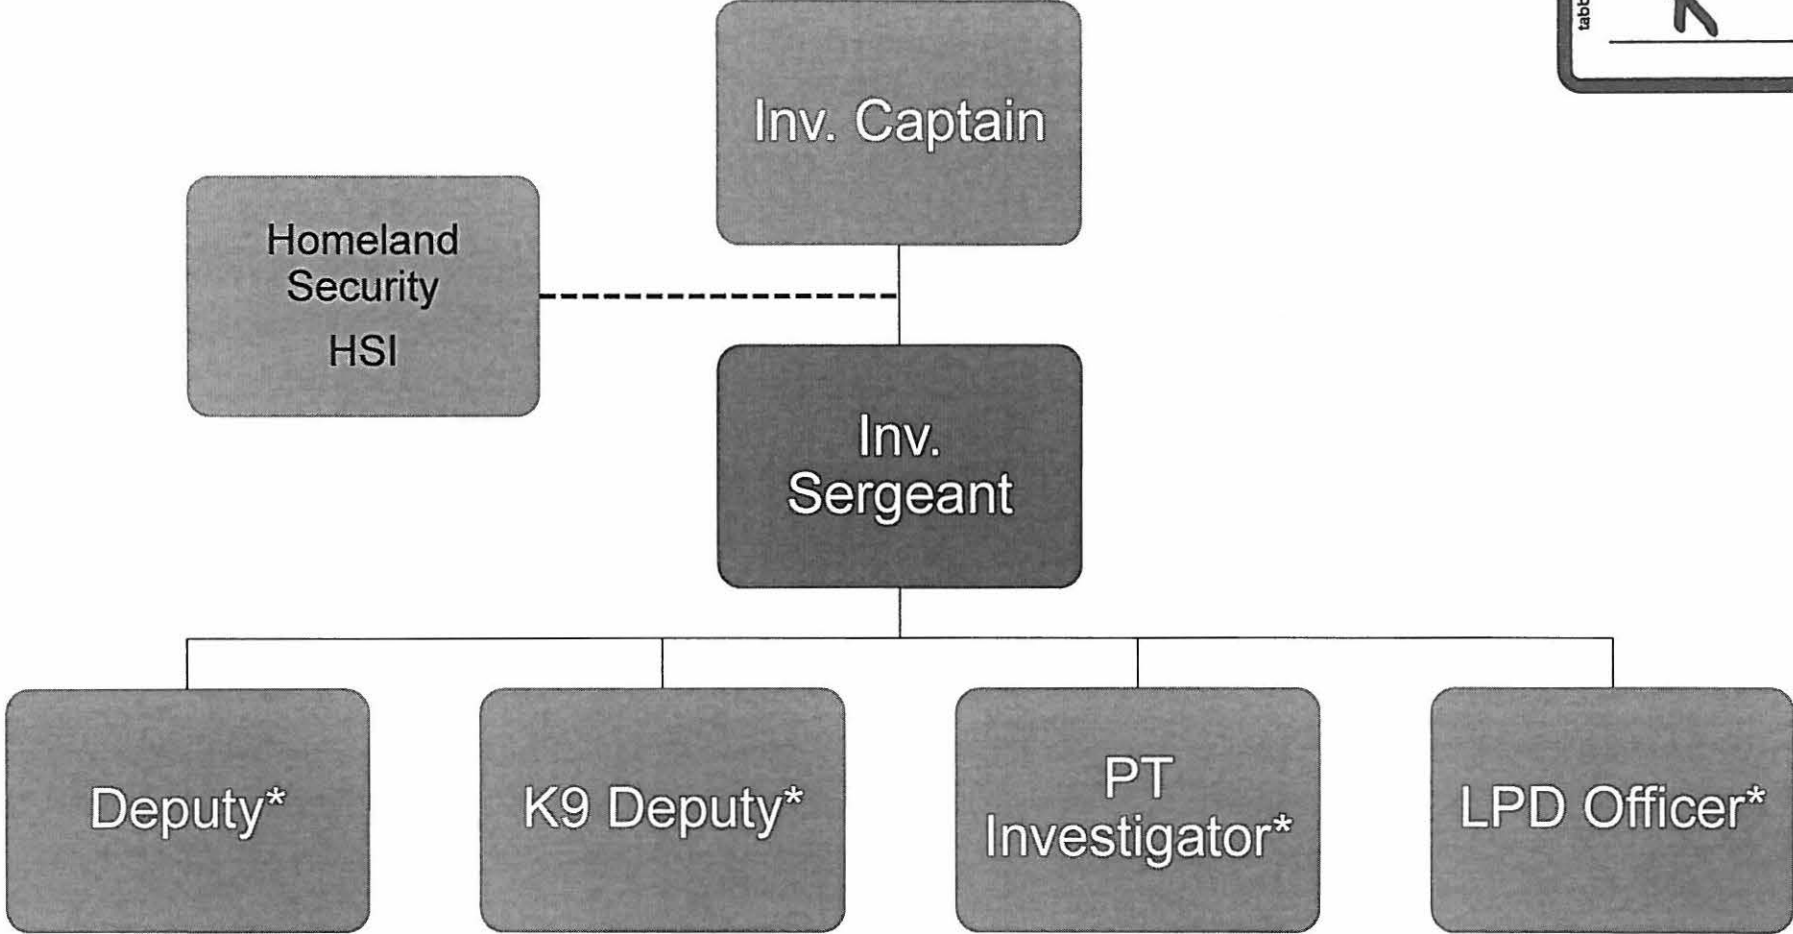 Inv. Captain
Homeland
Security
HSI
Inv.
Sergeant
Deputy*
K9 Deputy*
PT
Investigator*
LPD Officer*